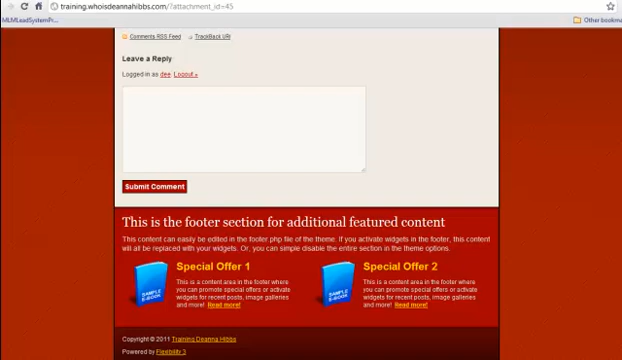 training.whoisdeannahibbs.com/?attachment_id=45
MLMLeadSystemPr...
Other bookma
Comments RSS Feed
TrackBack URI
Leave a Reply
Logged in as dee. Logout »
Submit Comment
This is the footer section for additional featured content
This content can easily be edited in the footer.php file of the theme. If you activate widgets in the footer, this content
will all be replaced with your widgets. Or, you can simple disable the entire section in the theme options.
SAMPLE
E-BOOK
Special Offer 1
This is a content area in the footer where
you can promote special offers or activate
widgets for recent posts, image galleries
and more! Read more!
SAMPLE
E-BOOK
Special Offer 2
This is a content area in the footer where
you can promote special offers or activate
widgets for recent posts, image galleries
and more! Read more!
Copyright © 2011 Training Deanna Hibbs
Powered by Flexibility 3